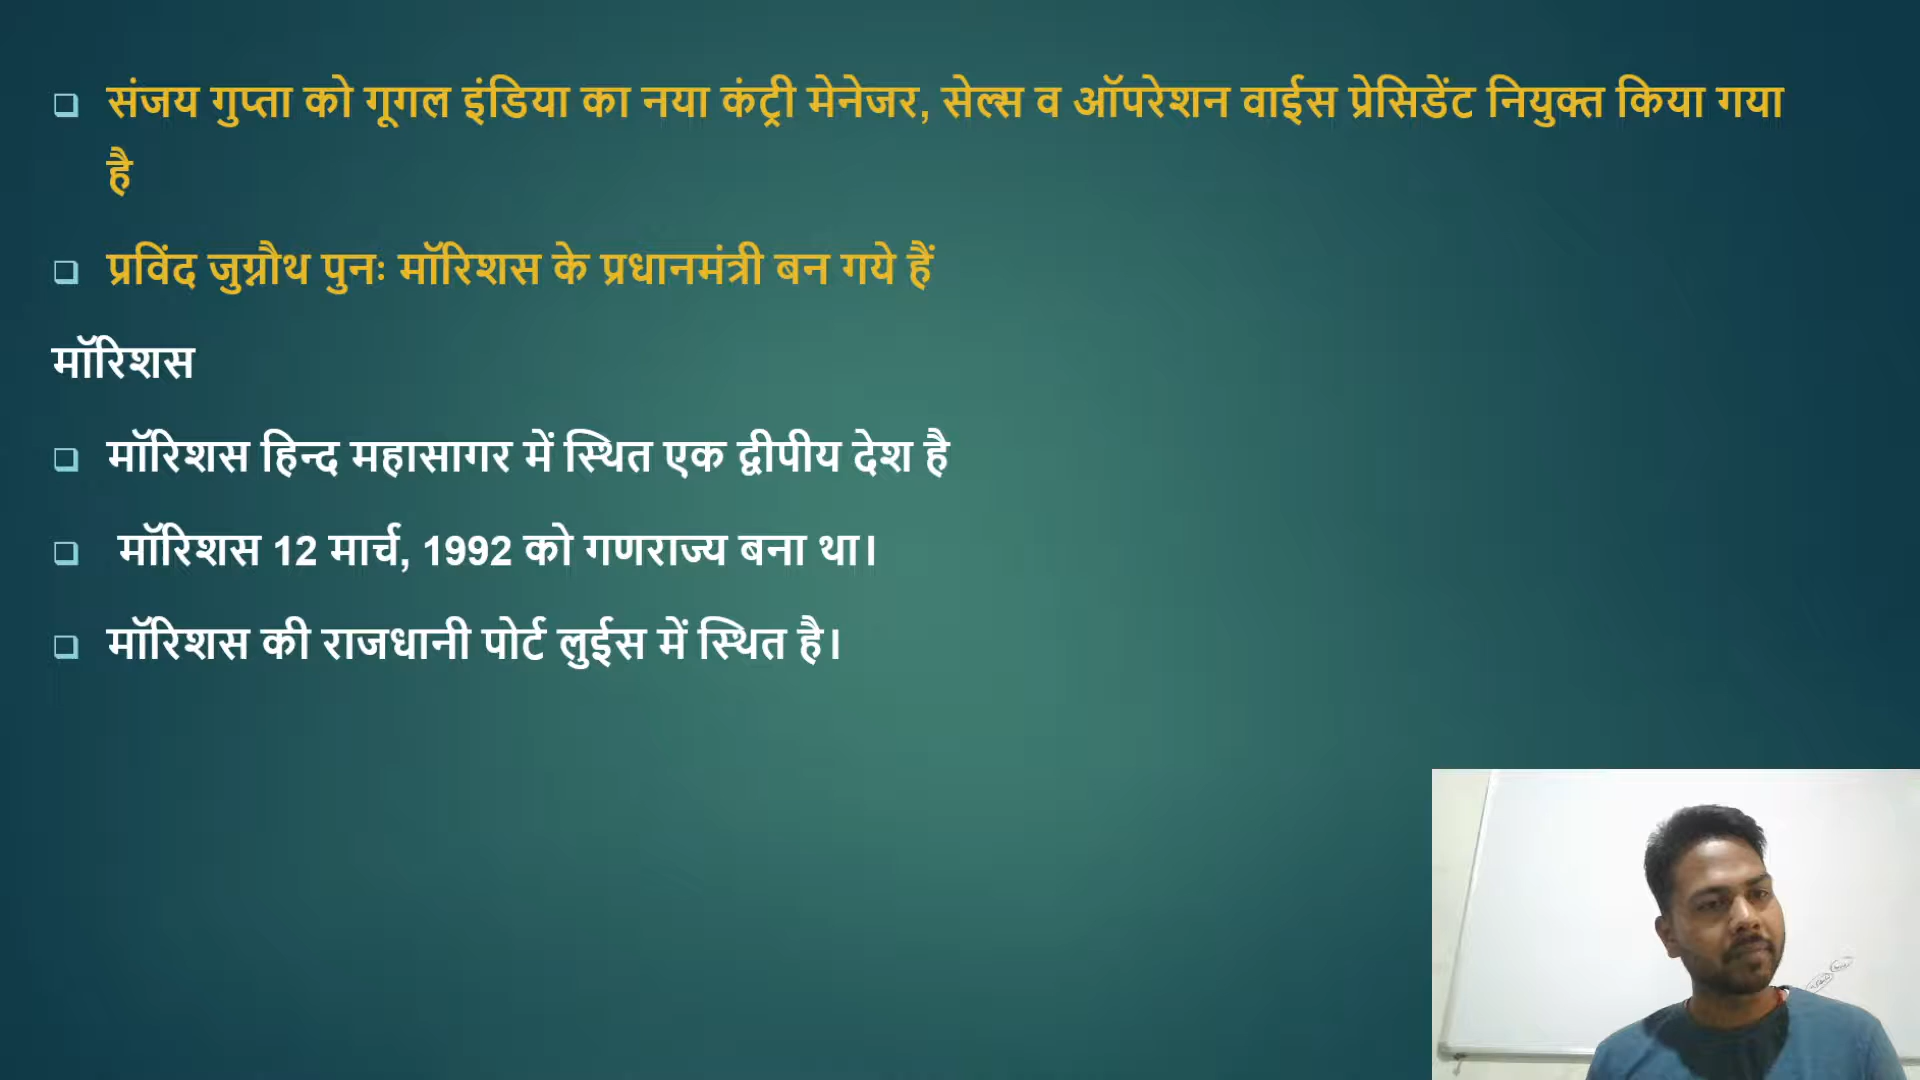 संजय गुप्ता को गूगल इंडिया का नया कंट्री मेनेजर, सेल्स व ऑपरेशन वाईस प्रेसिडेंट नियुक्त किया गया
है
प्रविंद जुग्नौथ पुनः मॉरिशस के प्रधानमंत्री बन गये हैं
मॉरिशस
मॉरिशस हिन्द महासागर में स्थित एक द्वीपीय देश है
मॉरिशस 12 मार्च, 1992 को गणराज्य बना था।
मॉरिशस की राजधानी पोर्ट लुईस में स्थित है।